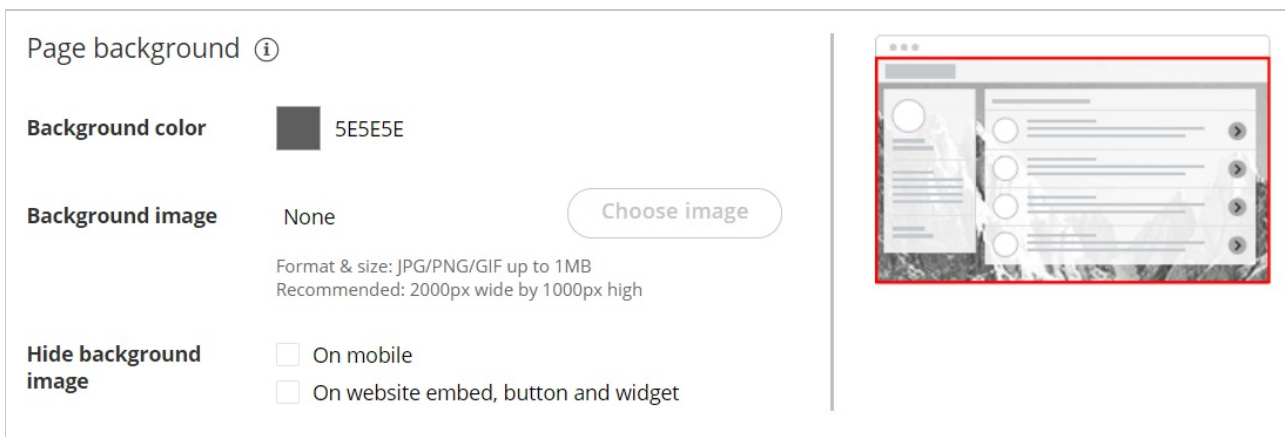 Page background
Background color
5E5E5E
Background image
None
Choose image
Format & size: JPG/PNG/GIF up to 1MB
Recommended: 2000px wide by 1000px high
Hide background
image
On mobile
On website embed, button and widget